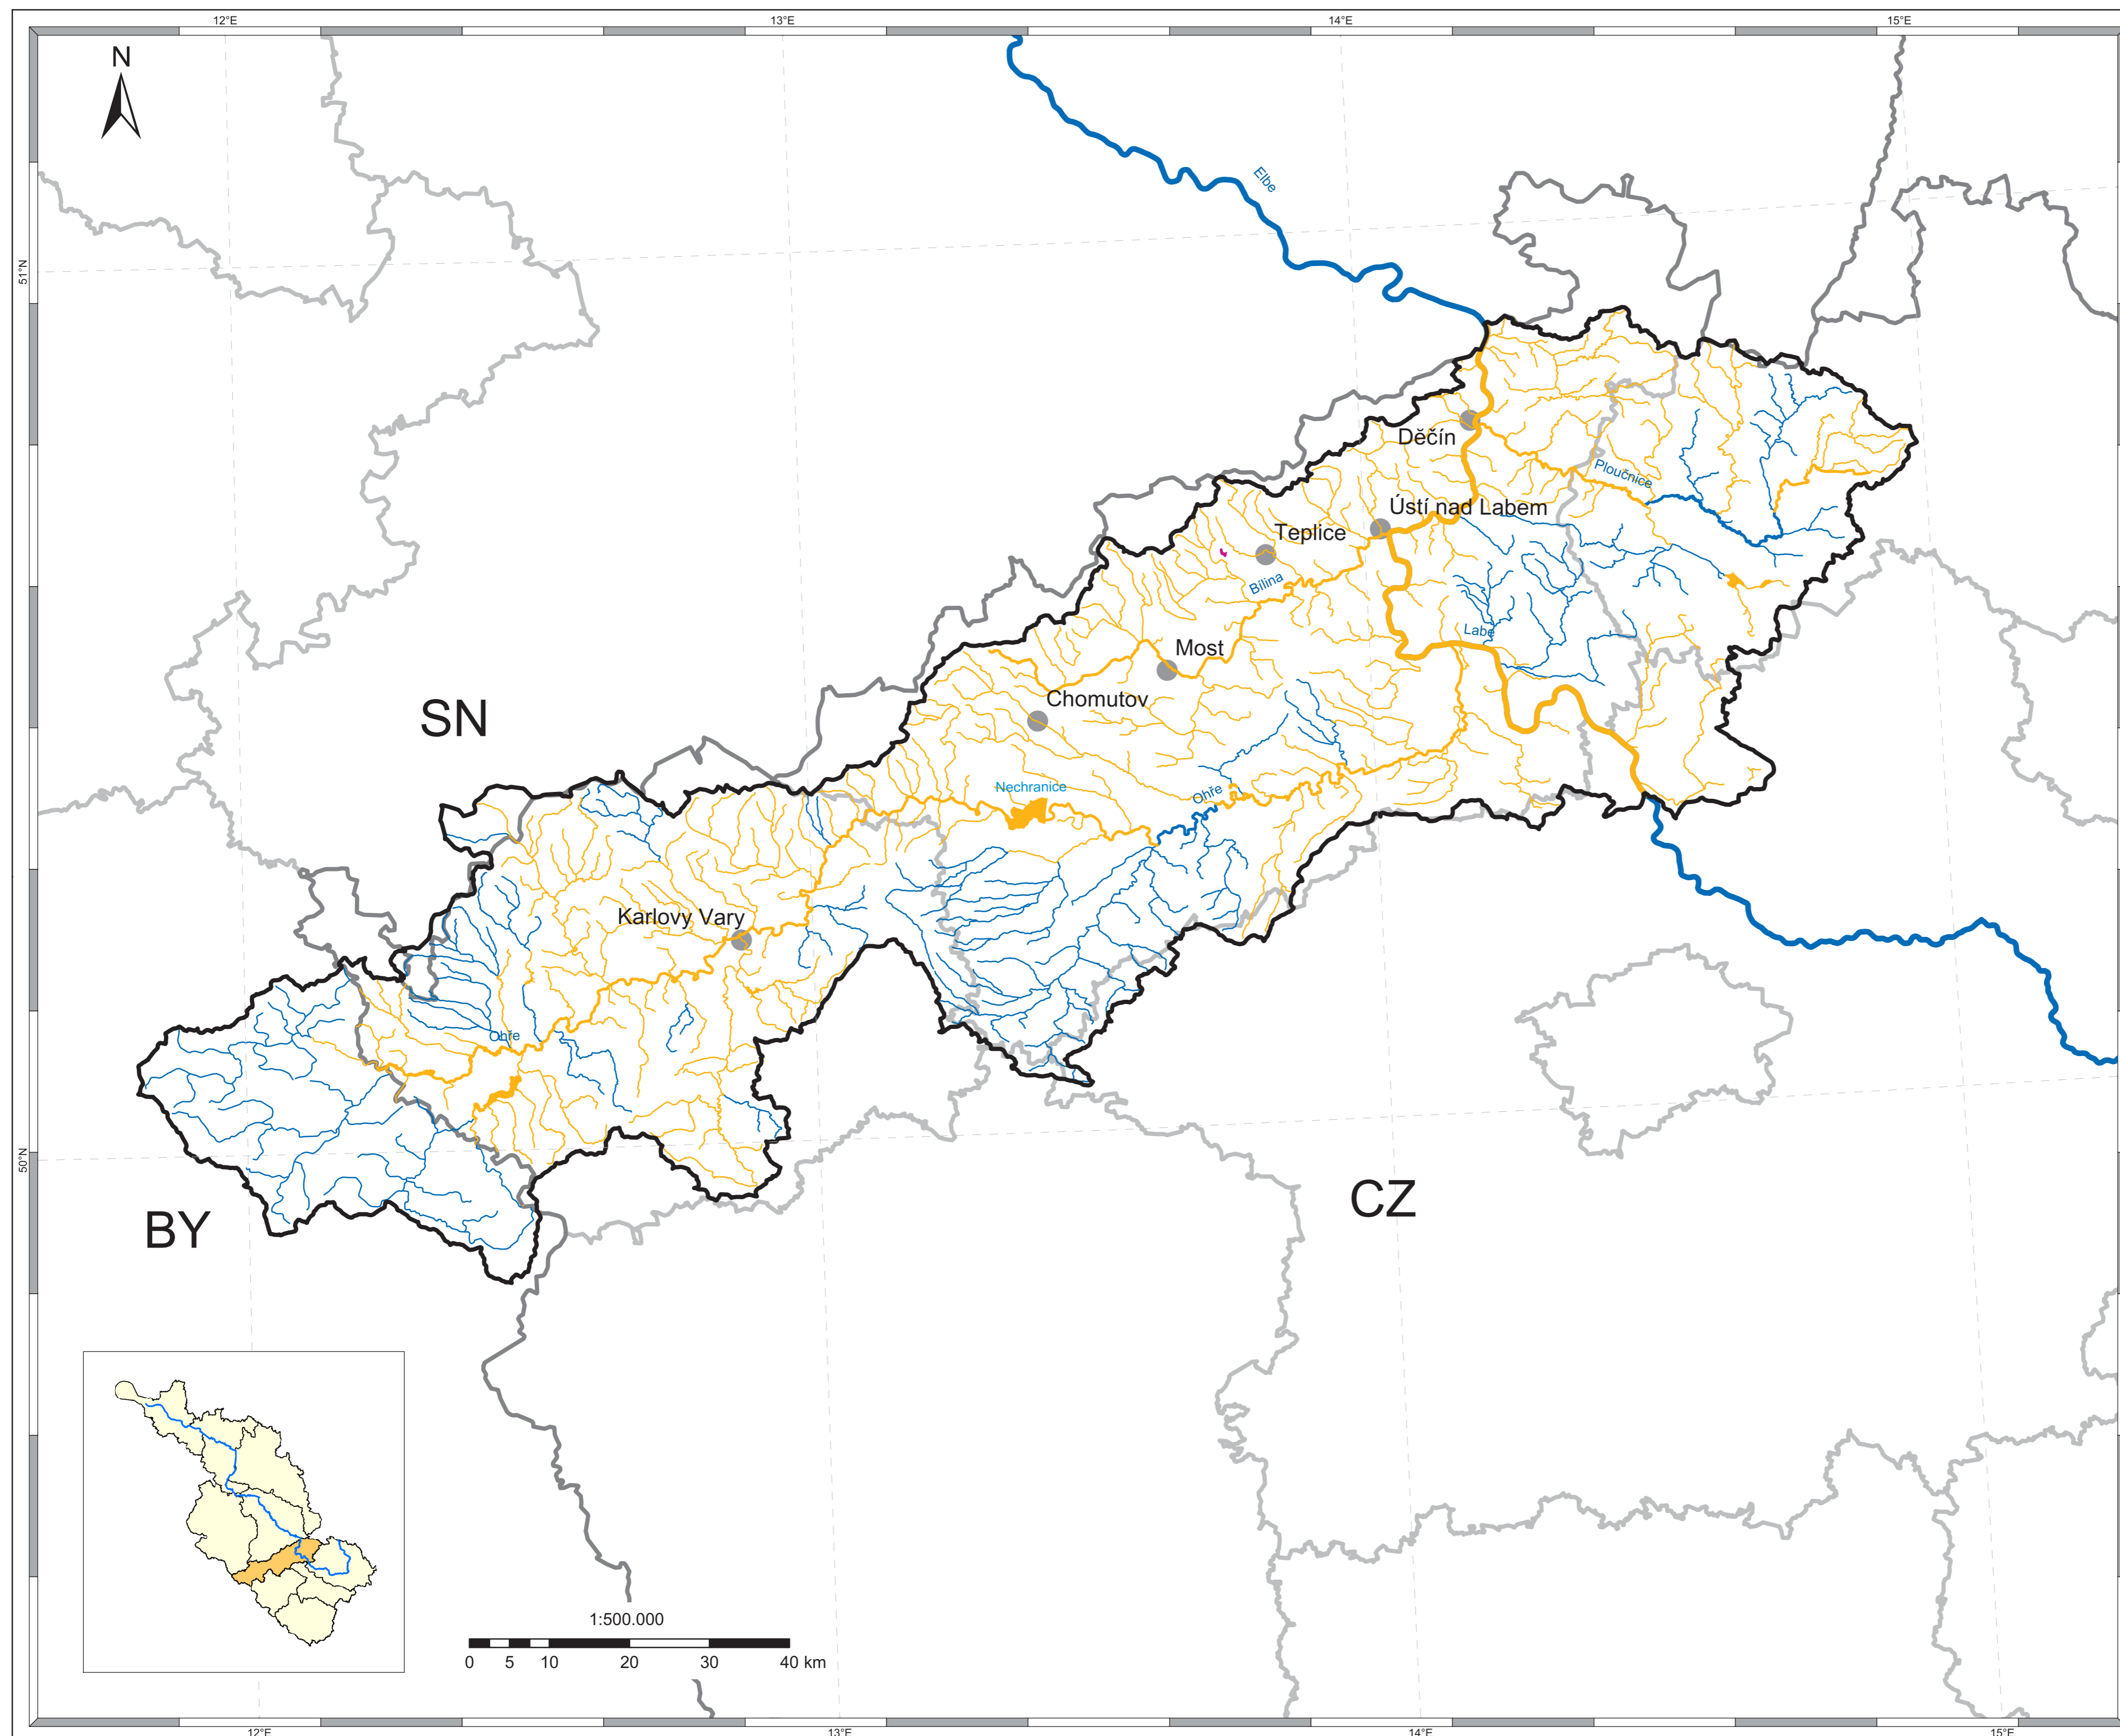 12°E
13°E
14°E
15°E
N
Elbe
51°N
Děčín
Ploučnice
Ústí nad Labem
Teplice
Bílina
Labe
Most
Chomutov
SN
Nechranice
Ohře
Karlovy Vary
Ohře
50°N
CZ
BY
1:500.000
0 5 10 20 30 40 km
12°E
13°E
14°E
15°E